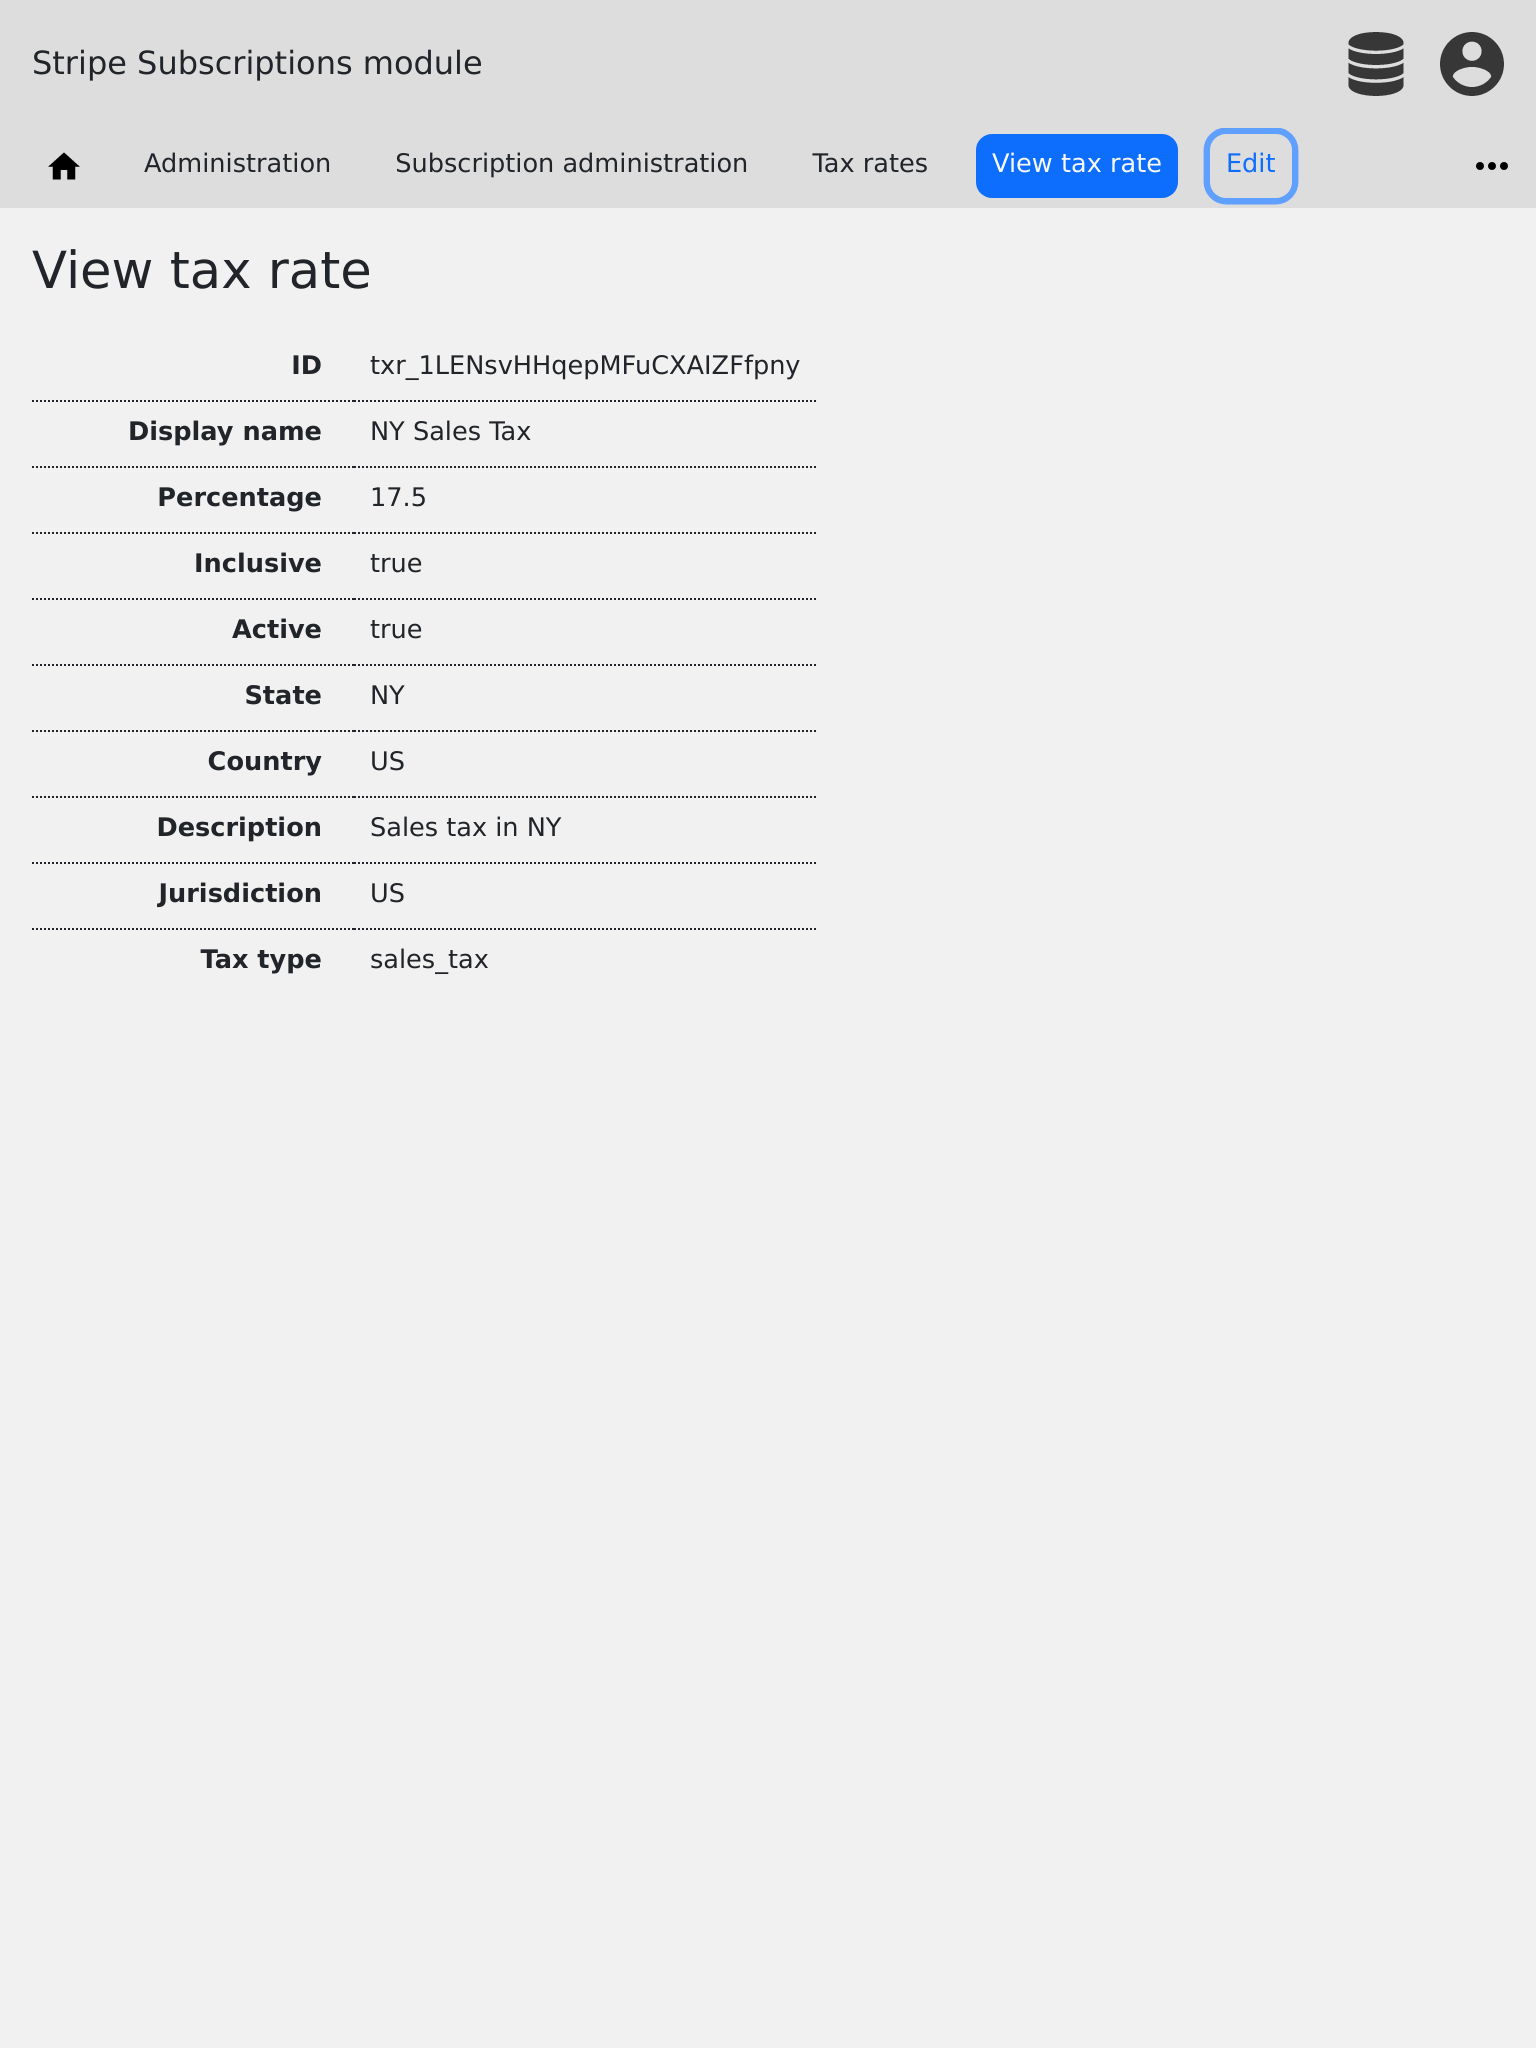 Stripe Subscriptions module
Administration Subscription administration Tax rates View tax rate Edit
View tax rate
ID txr_1LENsvHHqepMFuCXAIZFfpny
Display name NY Sales Tax
Percentage 17.5
Inclusive true
Active true
State NY
Country US
Description Sales tax in NY
Jurisdiction US
Tax type sales_tax